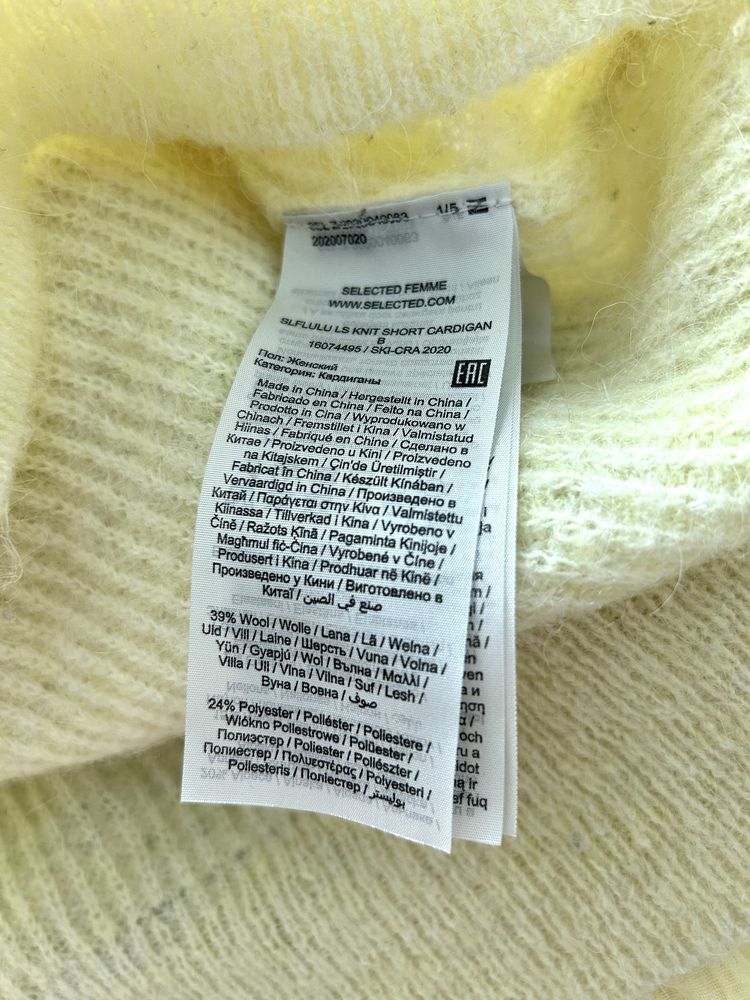 202007020
1/5
SELECTED FEMME
WWW.SELECTED.COM
SLFLULU LS KNIT SHORT CARDIGAN
B
16074495 / SKI-CRA 2020
Пол: Женский
Категория: Кардиганы
EAC
Made in China / Hergestellt in China /
Fabricado en China / Feito na China /
Prodotto in Cina / Wyprodukowano w
Chinach / Fremstillet i Kina / Valmistatud
Hiinas / Fabriqué en Chine / Сделано в
Китае / Proizvedeno u Kini / Proizvedeno
na Kitajskem / Çin'de Üretilmiştir /
Fabricat în China / Készült Kínában /
Vervaardigd in China / Произведено в
Китай / Παράγεται στην Κίνα / Valmistettu
Kiinassa / Tillverkad i Kina / Vyrobeno v
Číně / Ražots Ķīnā / Pagaminta Kinijoje /
Magħmul fiċ-Ċina / Vyrobené v Číne /
Produsert i Kina / Prodhuar në Kinë /
Произведено у Кини / Виготовлено в
Китаї / صنع في الصين
39% Wool / Wolle / Lana / Lã / Wełna /
Uld / Vill / Laine / Шерсть / Vuna / Volna /
Yün / Gyapjú / Wol / Вълна / Μαλλί /
Villa / Ull / Vlna / Vilna / Suf / Lesh /
Вуна / Вовна / صوف
24% Polyester / Poliéster / Poliestere /
Włókno Poliestrowe / Polüester /
Полиэстер / Poliester / Poliészter /
Полиестер / Πολυεστέρας / Polyesteri /
Poliesteris / Поліестер / بوليستر